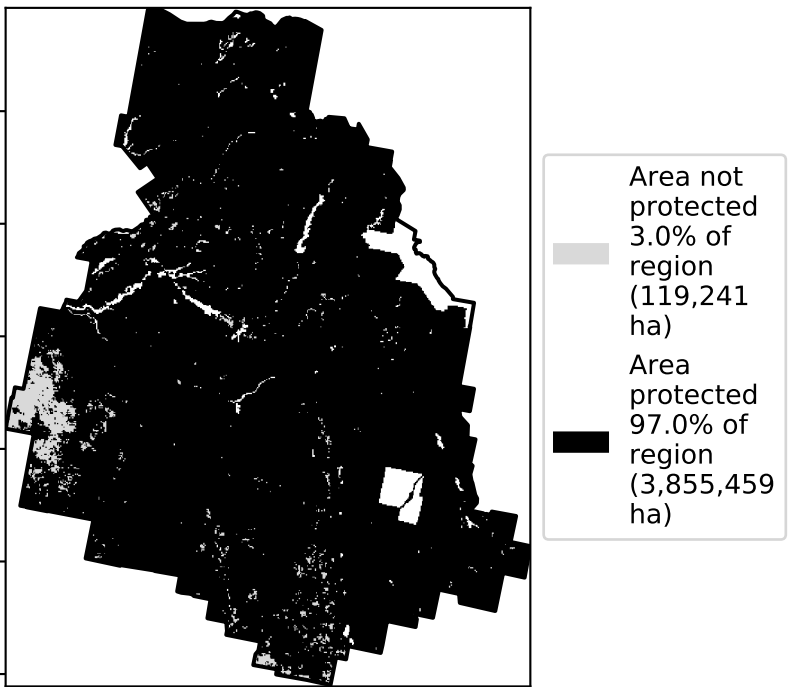 Area not
protected
3.0% of
region
(119,241
ha)
Area
protected
97.0% of
region
(3,855,459
ha)